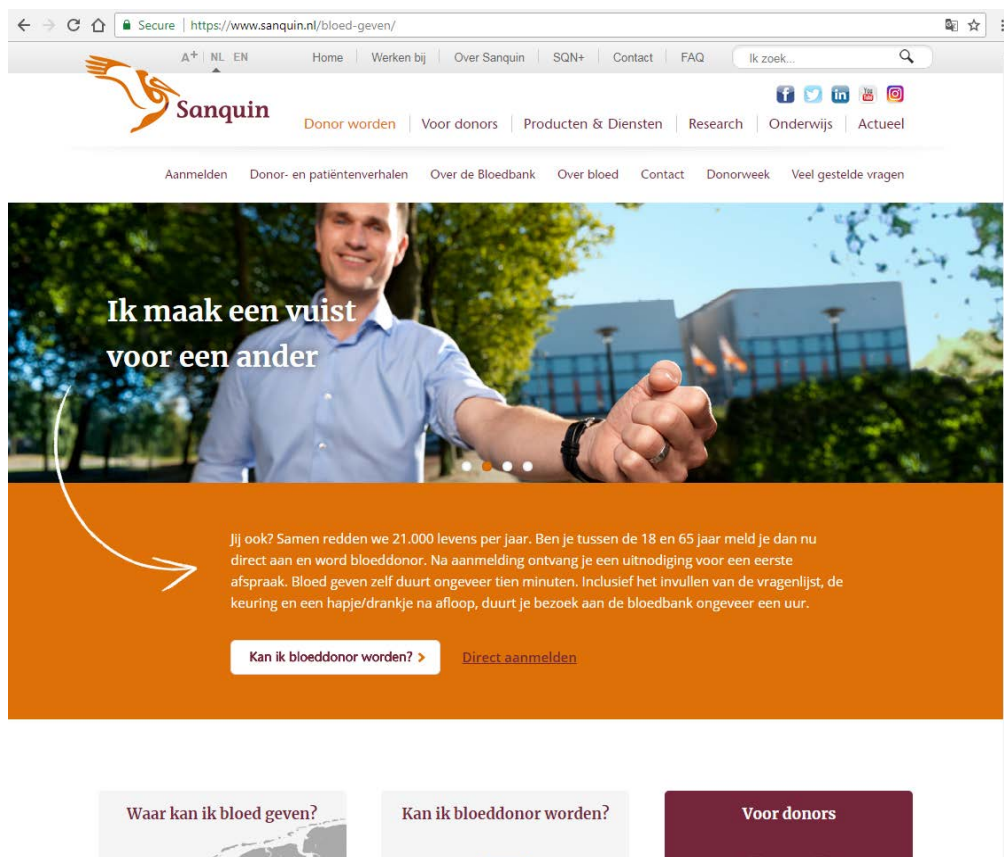 Secure | https://www.sanquin.nl/bloed-geven/
A+ NL EN Home Werken bij Over Sanquin SQN+ Contact FAQ Ik zoek...
Sanquin
Donor worden Voor donors Producten & Diensten Research Onderwijs Actueel
Aanmelden Donor- en patiëntenverhalen Over de Bloedbank Over bloed Contact Donorweek Veel gestelde vragen
Ik maak een vuist
voor een ander
Jij ook? Samen redden we 21.000 levens per jaar. Ben je tussen de 18 en 65 jaar meld je dan nu
direct aan en word bloeddonor. Na aanmelding ontvang je een uitnodiging voor een eerste
afspraak. Bloed geven zelf duurt ongeveer tien minuten. Inclusief het invullen van de vragenlijst, de
keuring en een hapje/drankje na afloop, duurt je bezoek aan de bloedbank ongeveer een uur.
Kan ik bloeddonor worden? > Direct aanmelden
Waar kan ik bloed geven? Kan ik bloeddonor worden? Voor donors